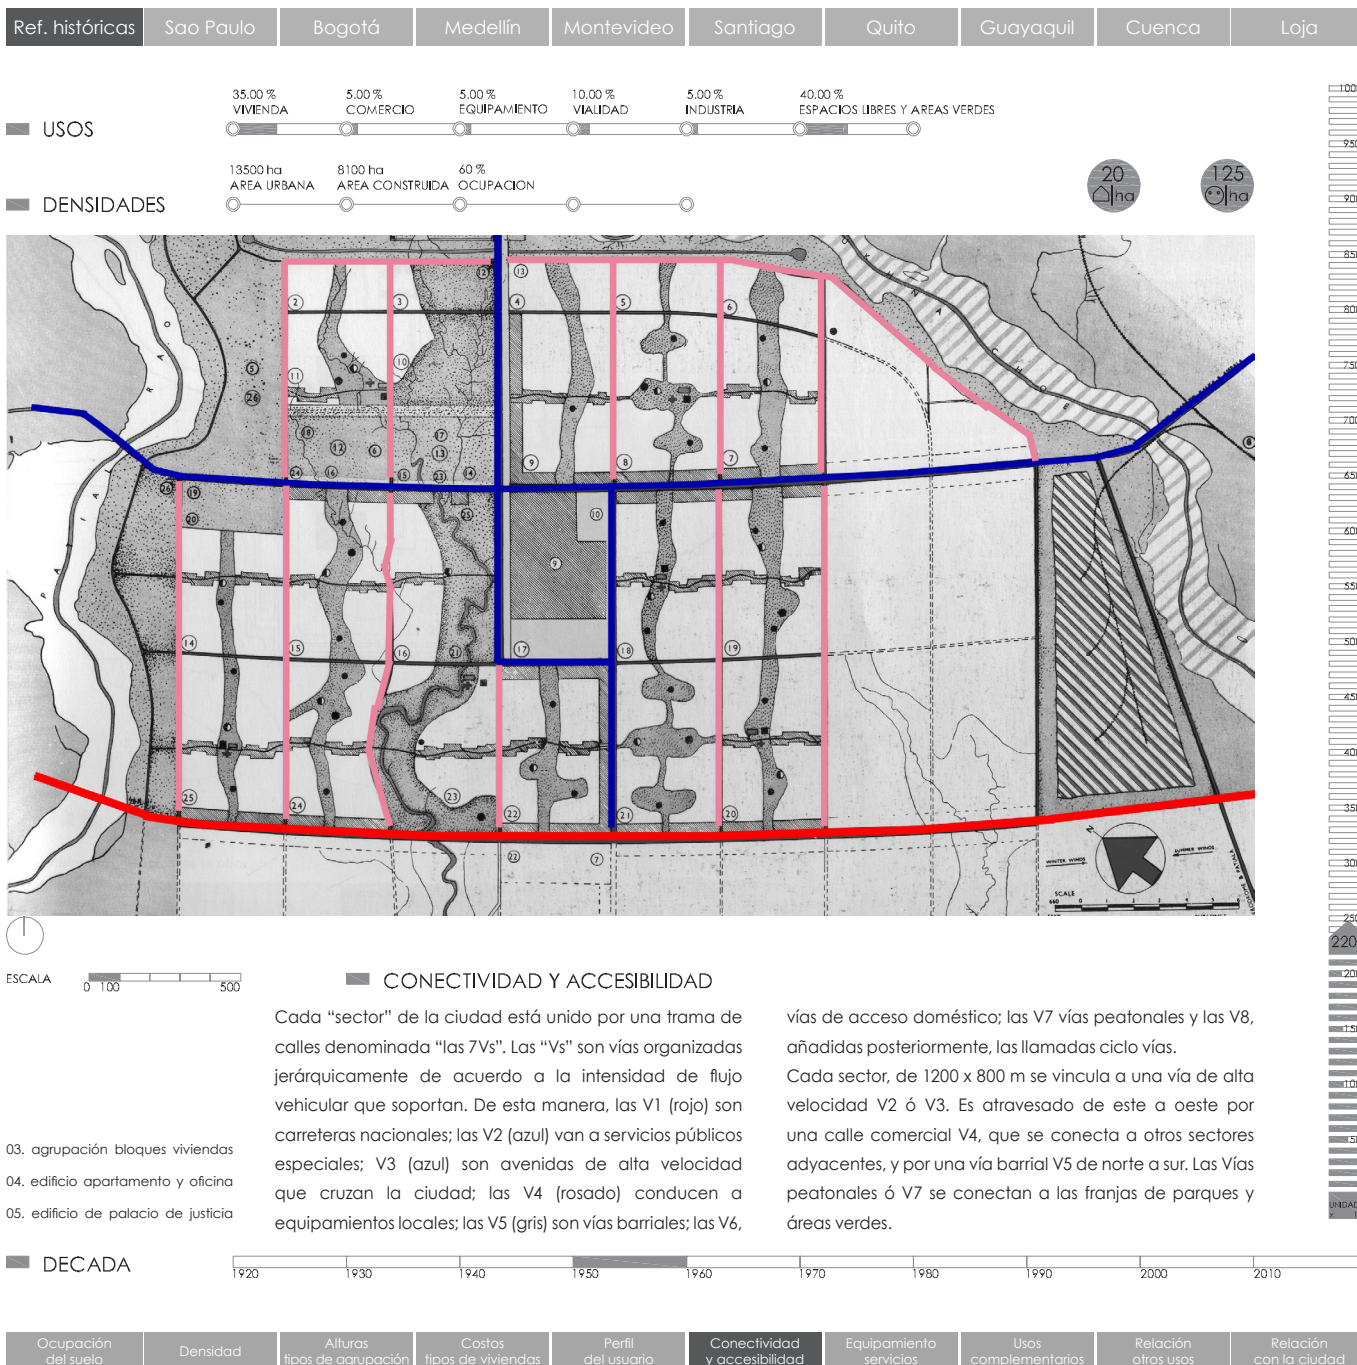 Ref. históricas
Sao Paulo
Bogotá
Medellín
Montevideo
Santiago
Quito
Guayaquil
Cuenca
Loja
USOS
35.00 %
VIVIENDA
5.00 %
COMERCIO
5.00 %
EQUIPAMIENTO
10.00 %
VIALIDAD
5.00 %
INDUSTRIA
40.00 %
ESPACIOS LIBRES Y AREAS VERDES
DENSIDADES
13500 ha
AREA URBANA
8100 ha
AREA CONSTRUIDA
60 %
OCUPACION
20
ha
125
ha
WINTER WINDS
SUMMER WINDS
N
SCALE
ESCALA
0 100 500
CONECTIVIDAD Y ACCESIBILIDAD
Cada “sector” de la ciudad está unido por una trama de
calles denominada “las 7Vs”. Las “Vs” son vías organizadas
jerárquicamente de acuerdo a la intensidad de flujo
vehicular que soportan. De esta manera, las V1 (rojo) son
carreteras nacionales; las V2 (azul) van a servicios públicos
especiales; V3 (azul) son avenidas de alta velocidad
que cruzan la ciudad; las V4 (rosado) conducen a
equipamientos locales; las V5 (gris) son vías barriales; las V6,
vías de acceso doméstico; las V7 vías peatonales y las V8,
añadidas posteriormente, las llamadas ciclo vías.
Cada sector, de 1200 x 800 m se vincula a una vía de alta
velocidad V2 ó V3. Es atravesado de este a oeste por
una calle comercial V4, que se conecta a otros sectores
adyacentes, y por una vía barrial V5 de norte a sur. Las Vías
peatonales ó V7 se conectan a las franjas de parques y
áreas verdes.
03. agrupación bloques viviendas
04. edificio apartamento y oficina
05. edificio de palacio de justicia
220
DECADA
1920 1930 1940 1950 1960 1970 1980 1990 2000 2010
Ocupación
del suelo
Densidad
Alturas
tipos de agrupación
Costos
tipos de viviendas
Perfil
del usuario
Conectividad
y accesibilidad
Equipamiento
servicios
Usos
complementarios
Relación
otros usos
Relación
con la ciudad